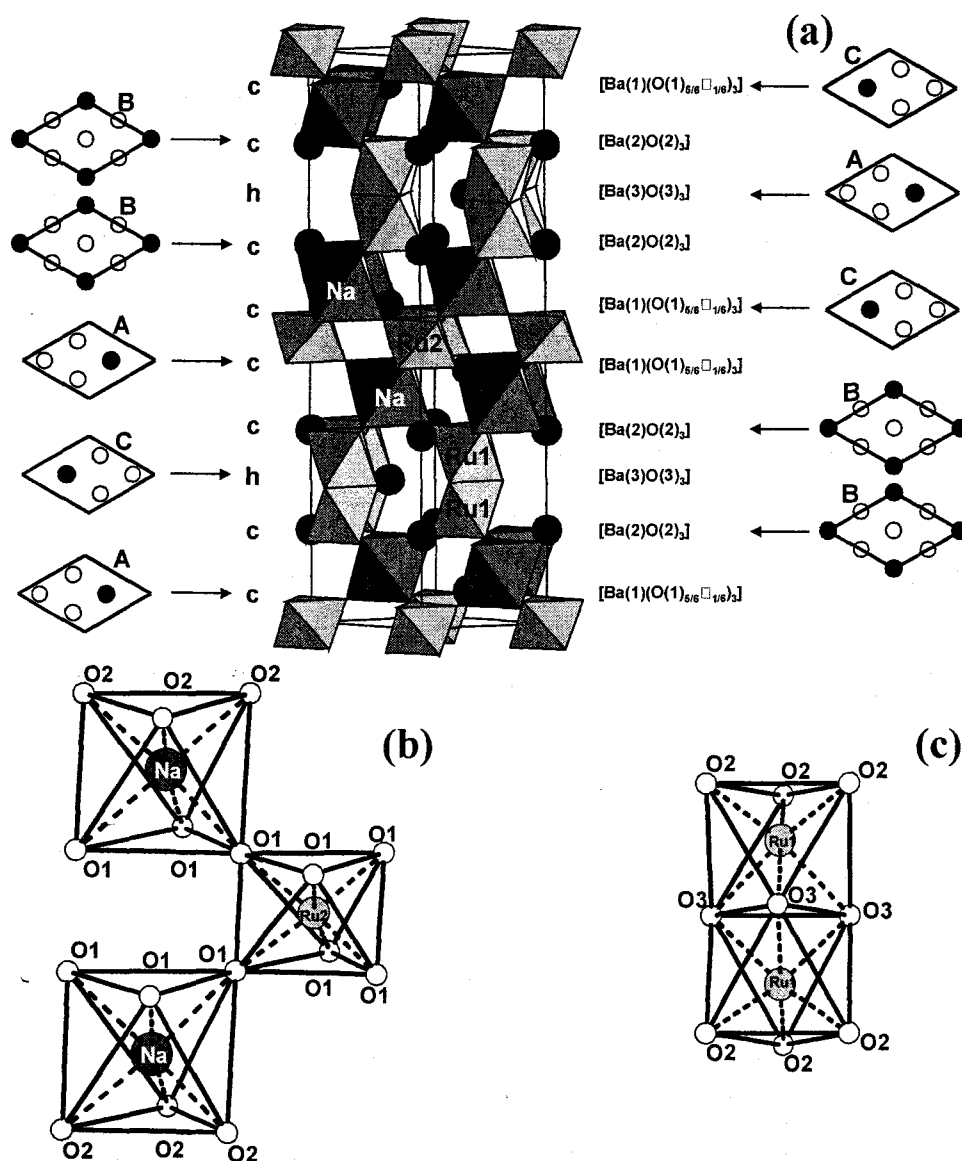 (a)
C
c [Ba(1)(O(1)5/6□1/6)3]
B
c [Ba(2)O(2)3]
A
h [Ba(3)O(3)3]
B
c [Ba(2)O(2)3]
Na
C
c [Ba(1)(O(1)5/6□1/6)3]
Ru2
A
c [Ba(1)(O(1)5/6□1/6)3]
Na
B
c [Ba(2)O(2)3]
Ru1
C
h [Ba(3)O(3)3]
Ru1
B
c [Ba(2)O(2)3]
A
c [Ba(1)(O(1)5/6□1/6)3]
(b)
O2 O2 O2
Na
O1 O1 O1 O1 O1
Ru2
O1 O1 O1 O1 O1
Na
O2 O2 O2
(c)
O2 O2 O2
Ru1
O3 O3 O3
Ru1
O2 O2 O2